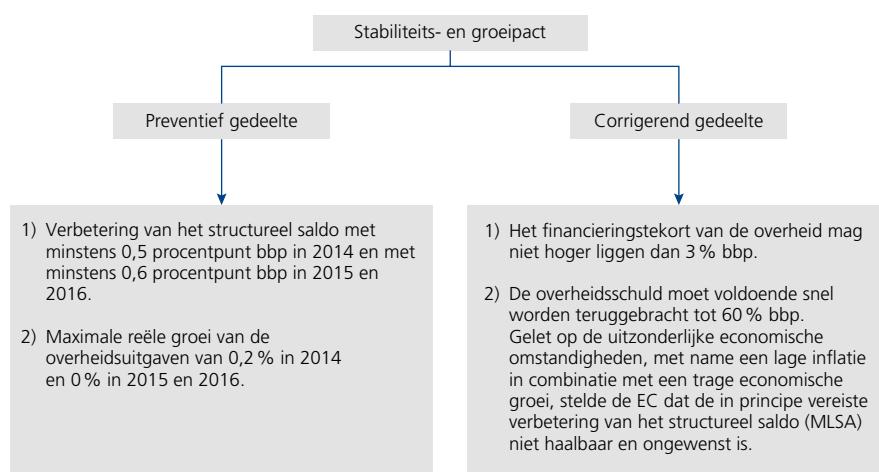 Stabiliteits- en groeipact
Preventief gedeelte
Corrigerend gedeelte
1) Verbetering van het structureel saldo met
minstens 0,5 procentpunt bbp in 2014 en met
minstens 0,6 procentpunt bbp in 2015 en
2016.
2) Maximale reële groei van de
overheidsuitgaven van 0,2 % in 2014
en 0 % in 2015 en 2016.
1) Het financieringstekort van de overheid mag
niet hoger liggen dan 3 % bbp.
2) De overheidsschuld moet voldoende snel
worden teruggebracht tot 60 % bbp.
Gelet op de uitzonderlijke economische
omstandigheden, met name een lage inflatie
in combinatie met een trage economische
groei, stelde de EC dat de in principe vereiste
verbetering van het structureel saldo (MLSA)
niet haalbaar en ongewenst is.